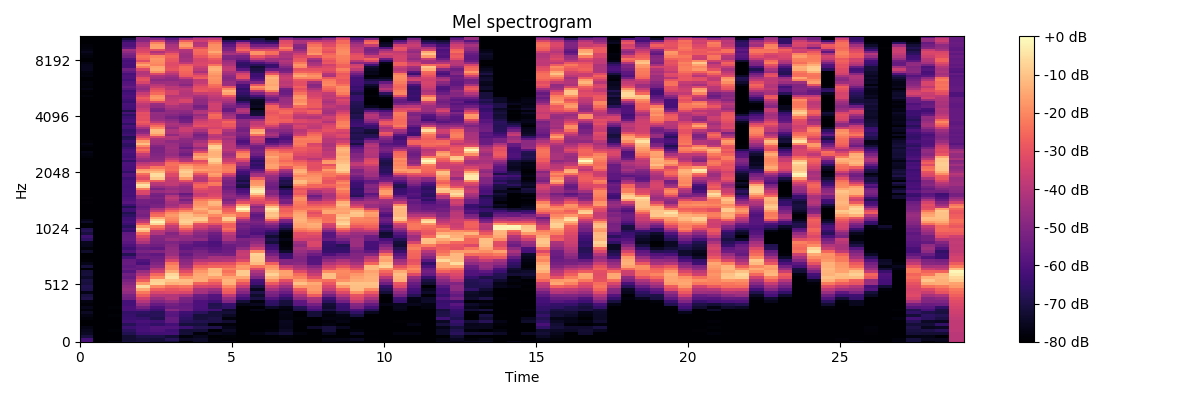 Mel spectrogram
+0 dB
8192
-10 dB
4096
-20 dB
-30 dB
Hz
2048
-40 dB
1024
-50 dB
-60 dB
512
-70 dB
0
-80 dB
0 5 10 15 20 25
Time